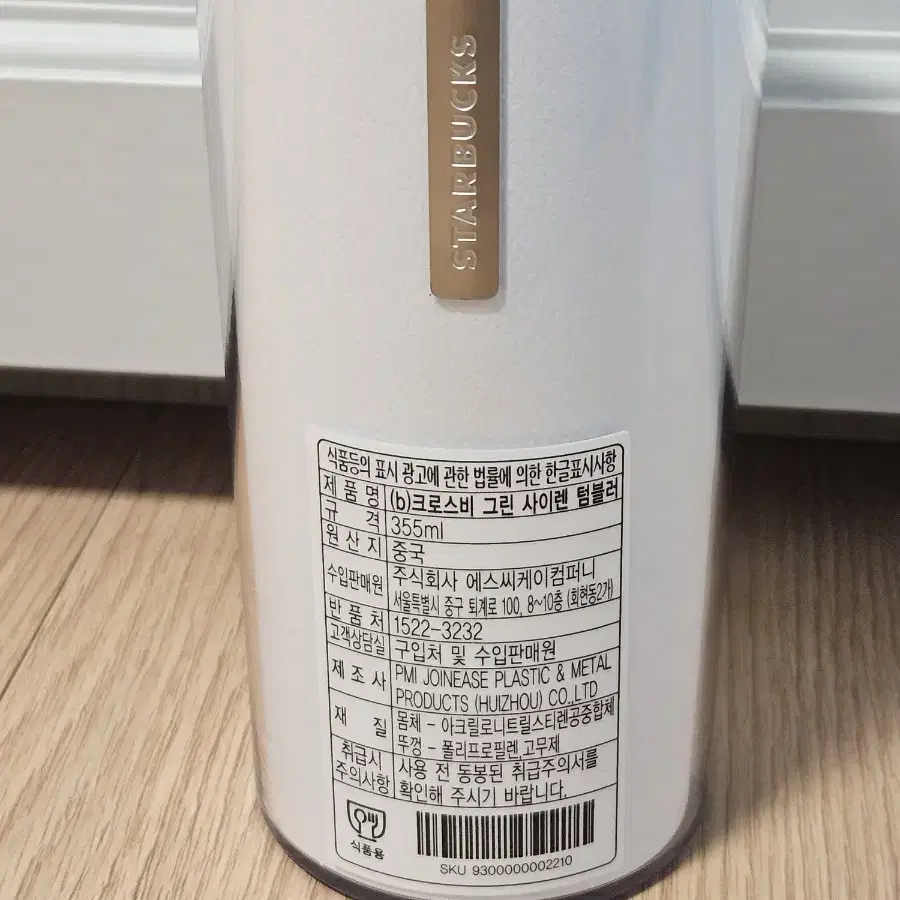 STARBUCKS
식품등의 표시 광고에 관한 법률에 의한 한글표시사항
제품명 (b)크로스비 그린 사이렌 텀블러
규격 355ml
원산지 중국
수입판매원 주식회사 에스씨케이컴퍼니
서울특별시 중구 퇴계로 100, 8~10층 (회현동2가)
반품처 1522-3232
고객상담실 구입처 및 수입판매원
제조사 PMI JOINEASE PLASTIC & METAL
PRODUCTS (HUIZHOU) CO.,LTD
재질 몸체 - 아크릴로니트릴스티렌공중합체
뚜껑 - 폴리프로필렌 고무제
취급시 사용 전 동봉된 취급주의서를
주의사항 확인해 주시기 바랍니다.
식품용
SKU 9300000002210